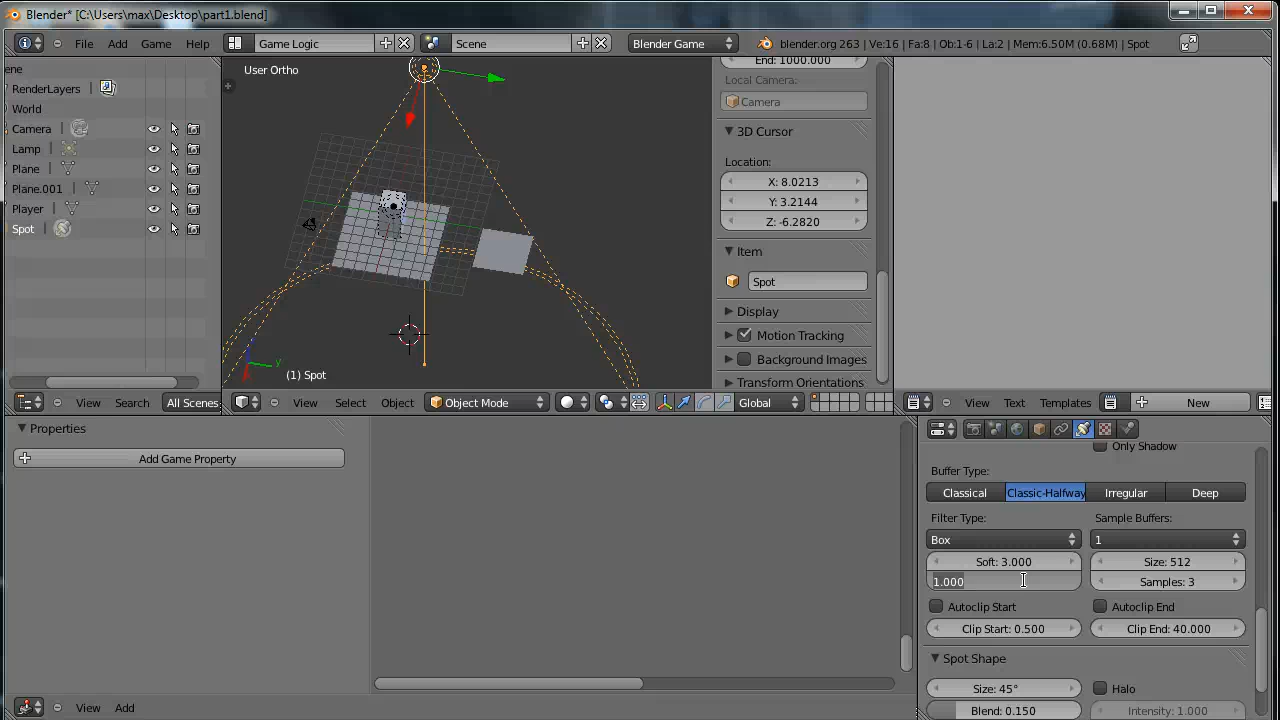 Blender* [C:\Users\max\Desktop\part1.blend]
File Add Game Help Game Logic Scene Blender Game blender.org 263 | Ve:16 | Fa:8 | Ob:1-6 | La:2 | Mem:6.50M (0.68M) | Spot
ene
RenderLayers |
World
Camera |
Lamp |
Plane |
Plane.001 |
Player |
Spot |
View Search All Scenes
User Ortho
y
(1) Spot
View Select Object Object Mode Global
End: 1000.000
Local Camera:
Camera
3D Cursor
Location:
X: 8.0213
Y: 3.2144
Z: -6.2820
Item
Spot
Display
Motion Tracking
Background Images
Transform Orientations
View Text Templates New
Properties
Add Game Property
View Add
Only Shadow
Buffer Type:
Classical Classic-Halfway Irregular Deep
Filter Type: Sample Buffers:
Box 1
Soft: 3.000 Size: 512
1.000 Samples: 3
Autoclip Start Autoclip End
Clip Start: 0.500 Clip End: 40.000
Spot Shape
Size: 45° Halo
Blend: 0.150 Intensity: 1.000